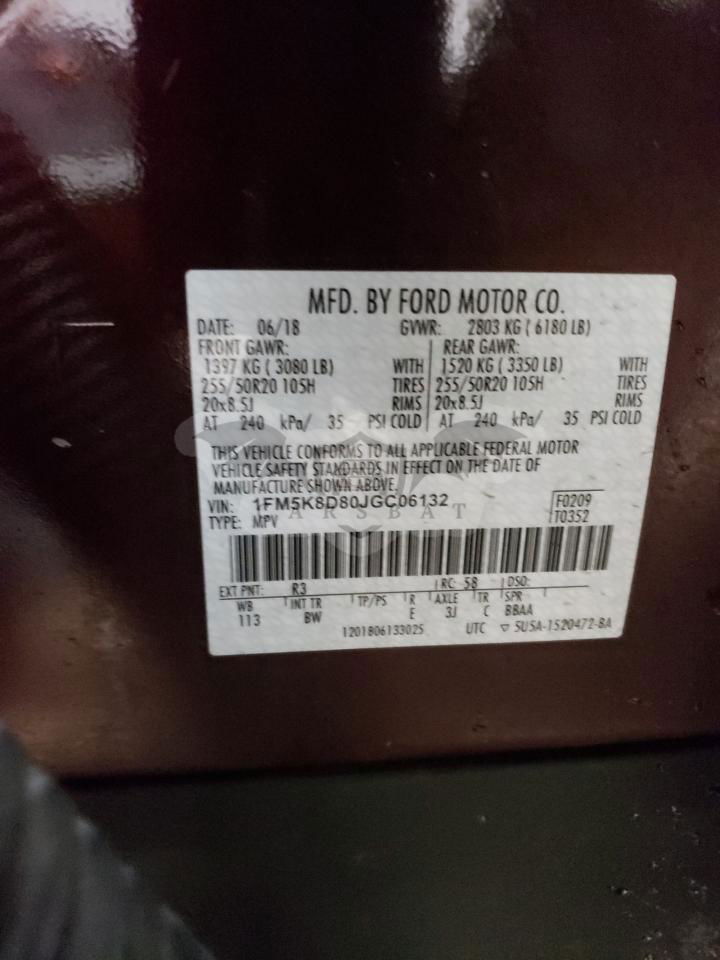 MFD. BY FORD MOTOR CO.
DATE: 06/18 GVWR: 2803 KG ( 6180 LB)
FRONT GAWR: REAR GAWR:
1397 KG ( 3080 LB) WITH 1520 KG ( 3350 LB) WITH
255/50R20 105H TIRES 255/50R20 105H TIRES
20x8.5J RIMS 20x8.5J RIMS
AT 240 kPa/ 35 PSI COLD AT 240 kPa/ 35 PSI COLD
THIS VEHICLE CONFORMS TO ALL APPLICABLE FEDERAL MOTOR
VEHICLE SAFETY STANDARDS IN EFFECT ON THE DATE OF
MANUFACTURE SHOWN ABOVE.
VIN: 1FM5K8D80JGC06132 F0209
TYPE: MPV T0352
ARSBAT
EXT PNT: R3 RC: 58 DSO:
WB INT TR TP/PS R AXLE TR SPR
113 BW E 3J C BBAA
1201806133025 UTC ▽ 5U5A-1520472-BA